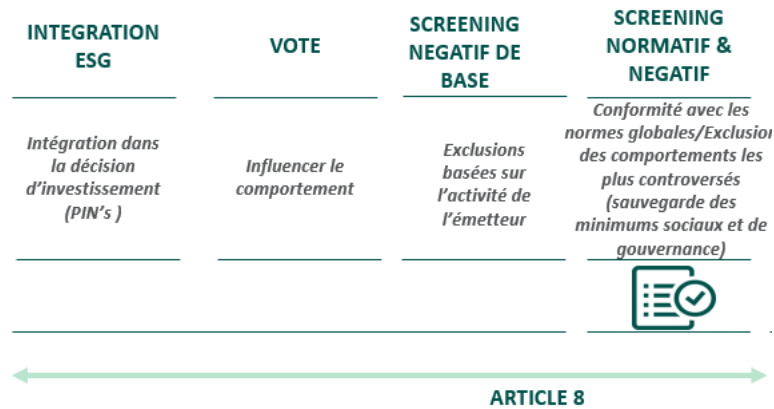 INTEGRATION
ESG
VOTE
SCREENING
NEGATIF DE
BASE
SCREENING
NORMATIF &
NEGATIF
Intégration dans
la décision
d'investissement
(PIN's )
Influencer le
comportement
Exclusions
basées sur
l'activité de
l'émetteur
Conformité avec les
normes globales/Exclusion
des comportements les
plus controversés
(sauvegarde des
minimums sociaux et de
gouvernance)
ARTICLE 8